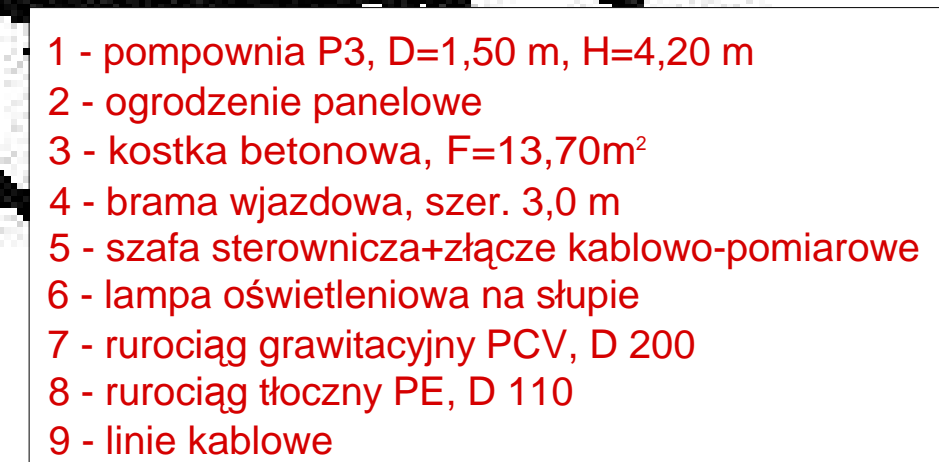 1 - pompownia P3, D=1,50 m, H=4,20 m
2 - ogrodzenie panelowe
3 - kostka betonowa, F=13,70m²
4 - brama wjazdowa, szer. 3,0 m
5 - szafa sterownicza+złącze kablowo-pomiarowe
6 - lampa oświetleniowa na słupie
7 - rurociąg grawitacyjny PCV, D 200
8 - rurociąg tłoczny PE, D 110
9 - linie kablowe